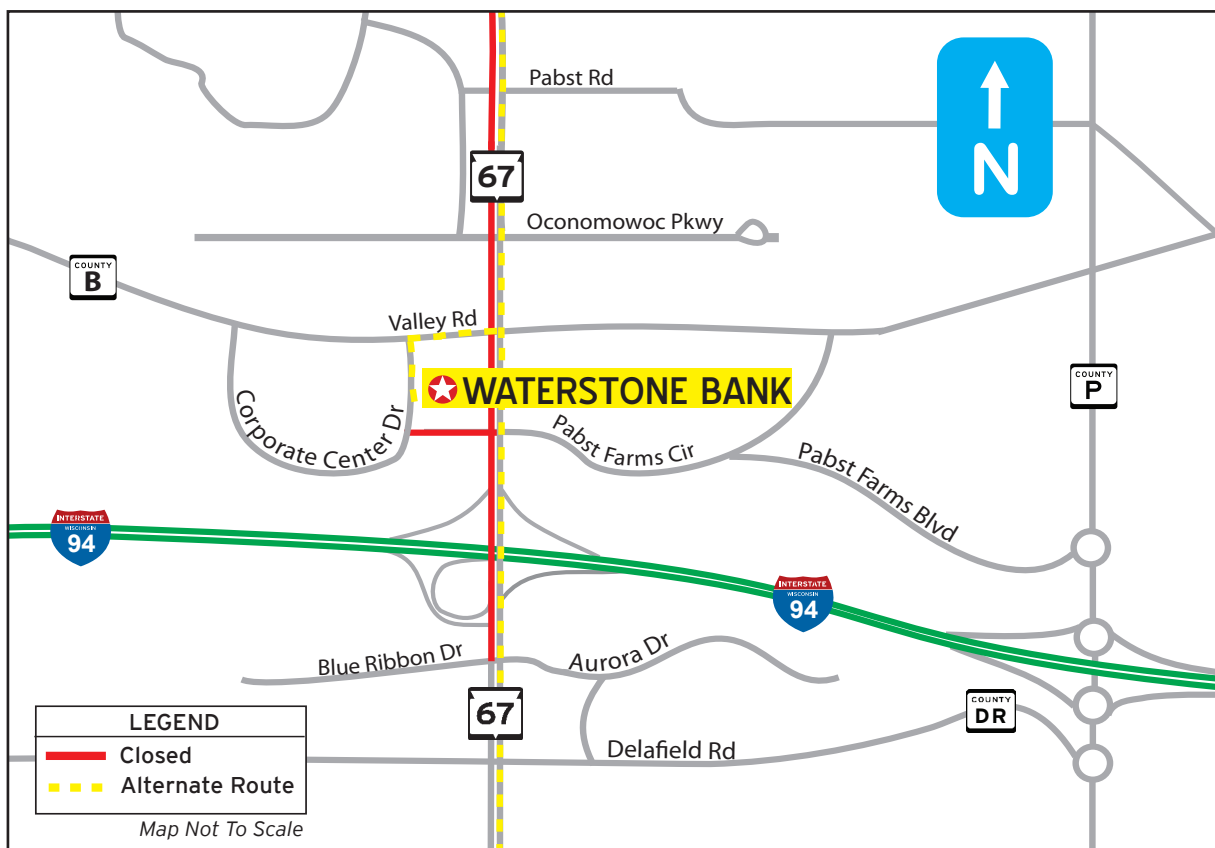 Pabst Rd
67
N
Oconomowoc Pkwy
COUNTY
B
Valley Rd
COUNTY
P
WATERSTONE BANK
Corporate Center Dr
Pabst Farms Cir
Pabst Farms Blvd
INTERSTATE
WISCONSIN
94
INTERSTATE
WISCONSIN
94
Blue Ribbon Dr
Aurora Dr
67
COUNTY
DR
Delafield Rd
LEGEND
Closed
Alternate Route
Map Not To Scale